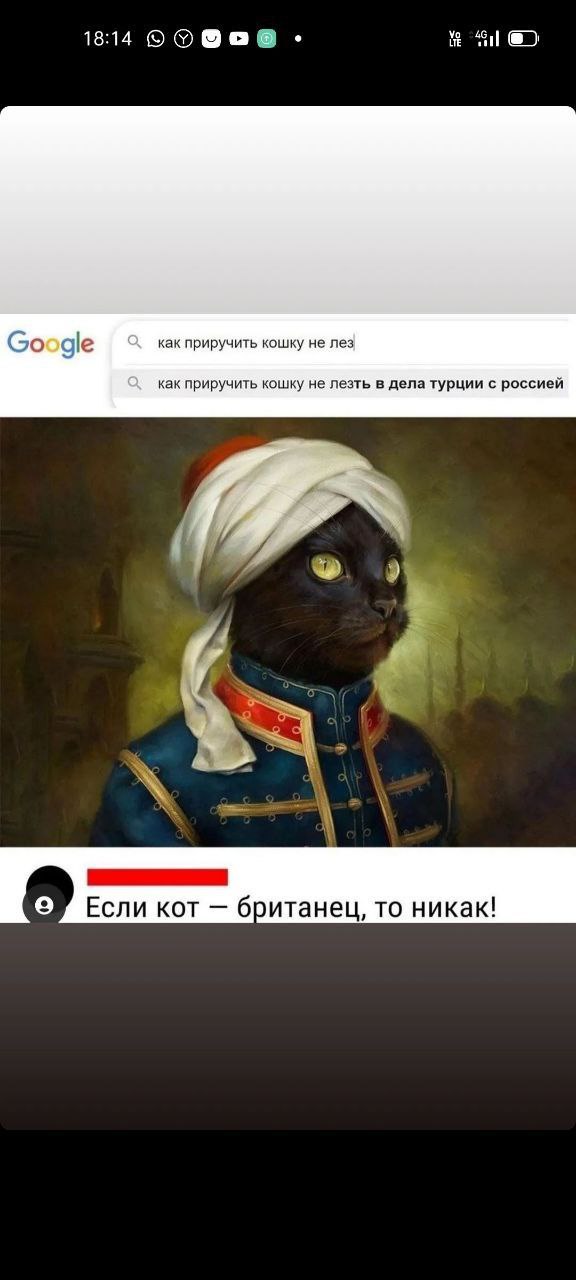 18:14 Vo LTE 4G
Google
как приручить кошку не лез
как приручить кошку не лезть в дела турции с россией
Если кот — британец, то никак!